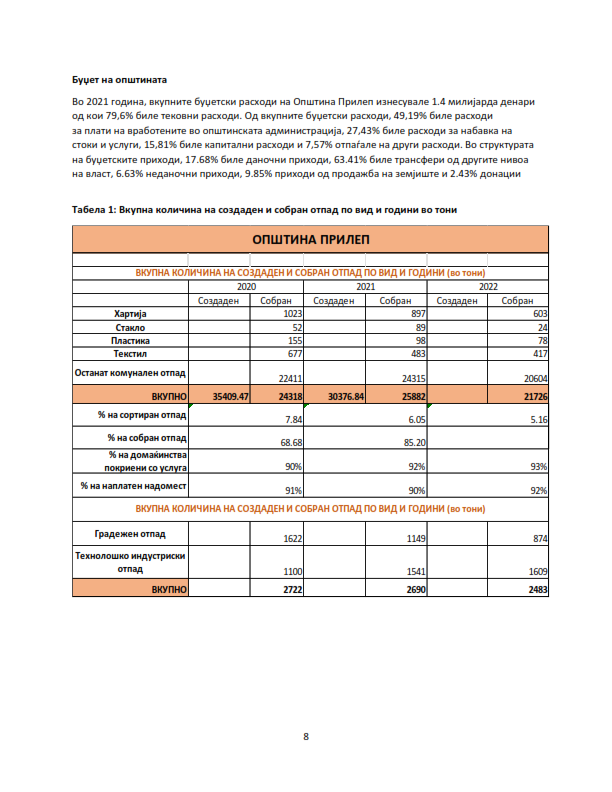 Буџет на општината
Во 2021 година, вкупните буџетски расходи на Општина Прилеп изнесувале 1.4 милијарда денари
од кои 79,6% биле тековни расходи. Од вкупните буџетски расходи, 49,19% биле расходи
за плати на вработените во општинската администрација, 27,43% биле расходи за набавка на
стоки и услуги, 15,81% биле капитални расходи и 7,57% отпаѓале на други расходи. Во структурата
на буџетските приходи, 17.68% биле даночни приходи, 63.41% биле трансфери од другите нивоа
на власт, 6.63% неданочни приходи, 9.85% приходи од продажба на земјиште и 2.43% донации
Табела 1: Вкупна количина на создаден и собран отпад по вид и години во тони
ОПШТИНА ПРИЛЕП
ВКУПНА КОЛИЧИНА НА СОЗДАДЕН И СОБРАН ОТПАД ПО ВИД И ГОДИНИ (во тони)
2020 2021 2022
Создаден Собран Создаден Собран Создаден Собран
Хартија 1023 897 603
Стакло 52 89 24
Пластика 155 98 78
Текстил 677 483 417
Останат комунален отпад 22411 24315 20604
ВКУПНО 35409.47 24318 30376.84 25882 21726
% на сортиран отпад 7.84 6.05 5.16
% на собран отпад 68.68 85.20
% на домаќинства
покриени со услуга 90% 92% 93%
% на наплатен надомест 91% 90% 92%
ВКУПНА КОЛИЧИНА НА СОЗДАДЕН И СОБРАН ОТПАД ПО ВИД И ГОДИНИ (во тони)
Градежен отпад 1622 1149 874
Технолошко индустриски
отпад 1100 1541 1609
ВКУПНО 2722 2690 2483
8